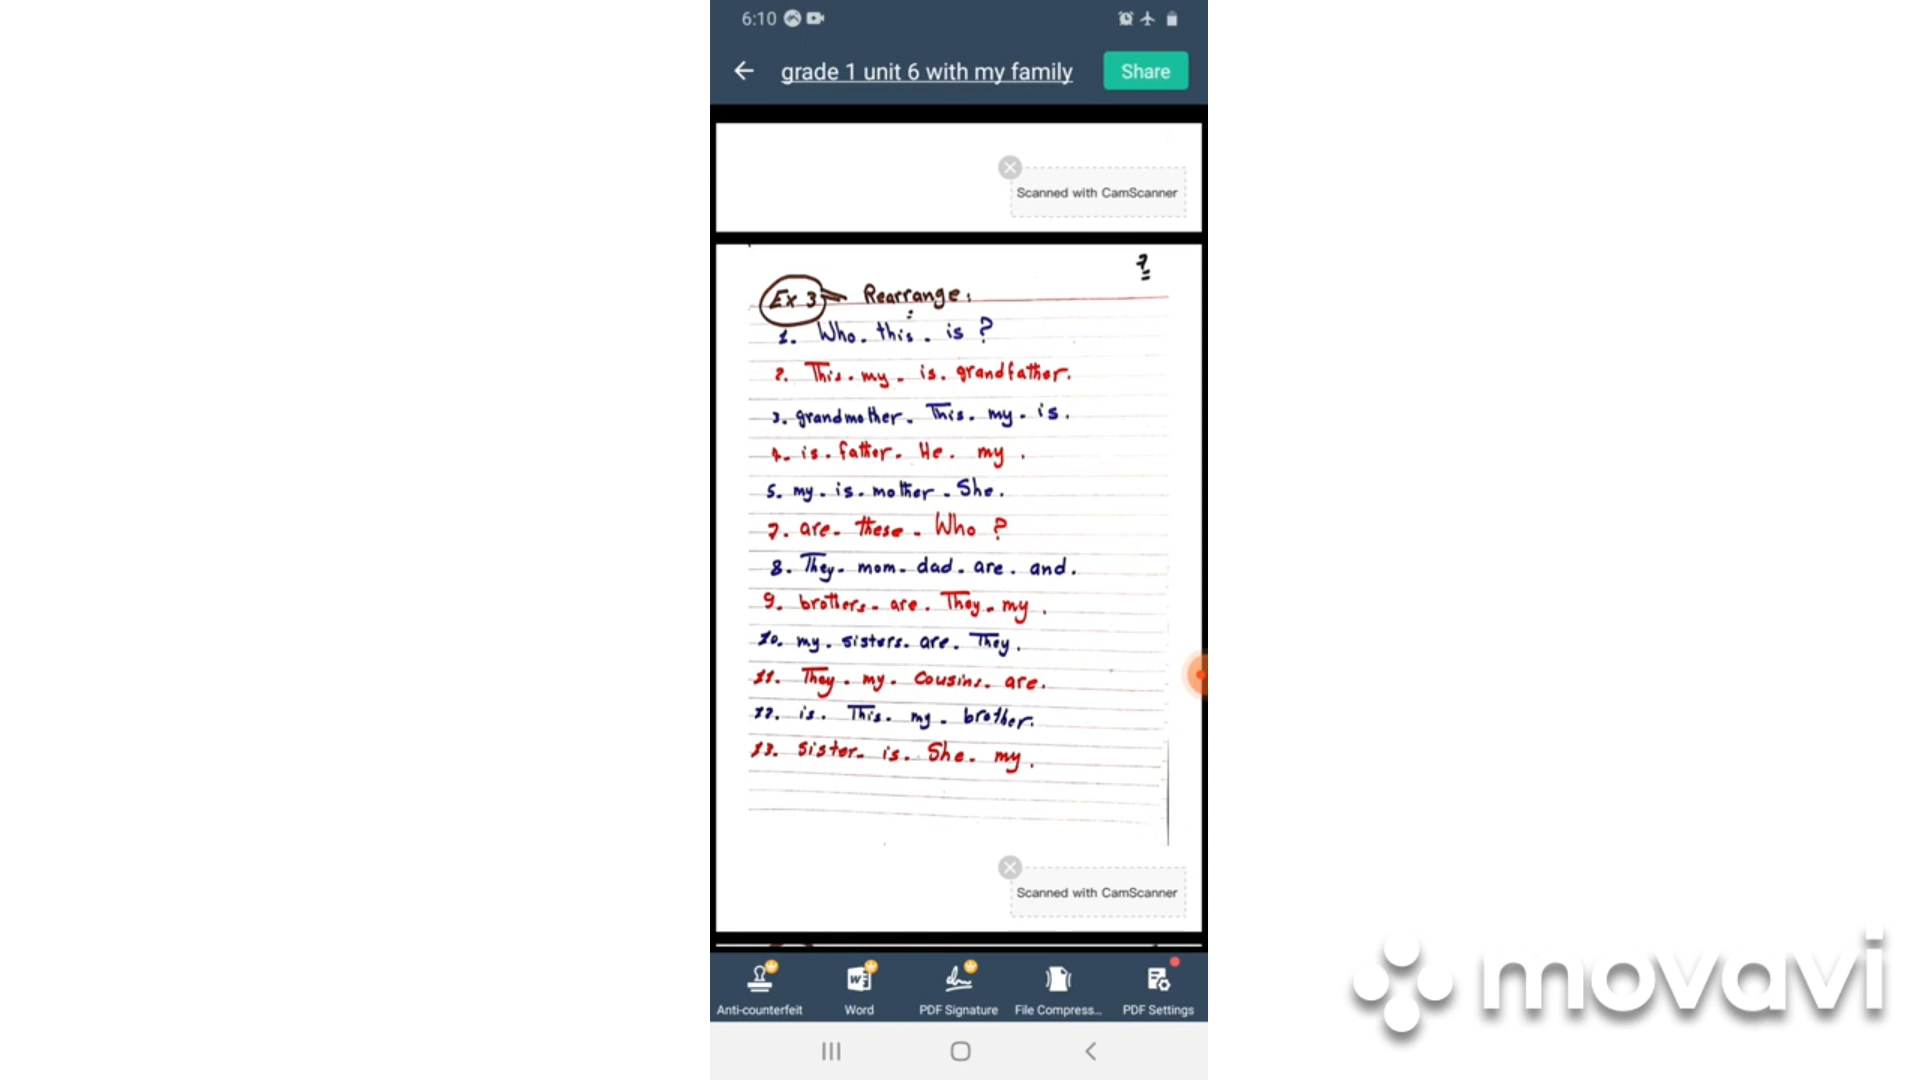 6:10
grade 1 unit 6 with my family
Share
Scanned with CamScanner
7
Ex 3 Rearrange:
1. Who. this. is ?
2. This. my. is. grandfather.
3. grandmother. This. my. is.
4. is. father. He. my.
5. my. is. mother. She.
7. are. these. Who ?
8. They. mom. dad. are. and.
9. brothers. are. They. my.
10. my. sisters. are. They.
11. They. my. Cousins. are.
12. is. This. my. brother.
13. sister. is. She. my.
Scanned with CamScanner
Anti-counterfeit Word PDF Signature File Compress... PDF Settings
movavi